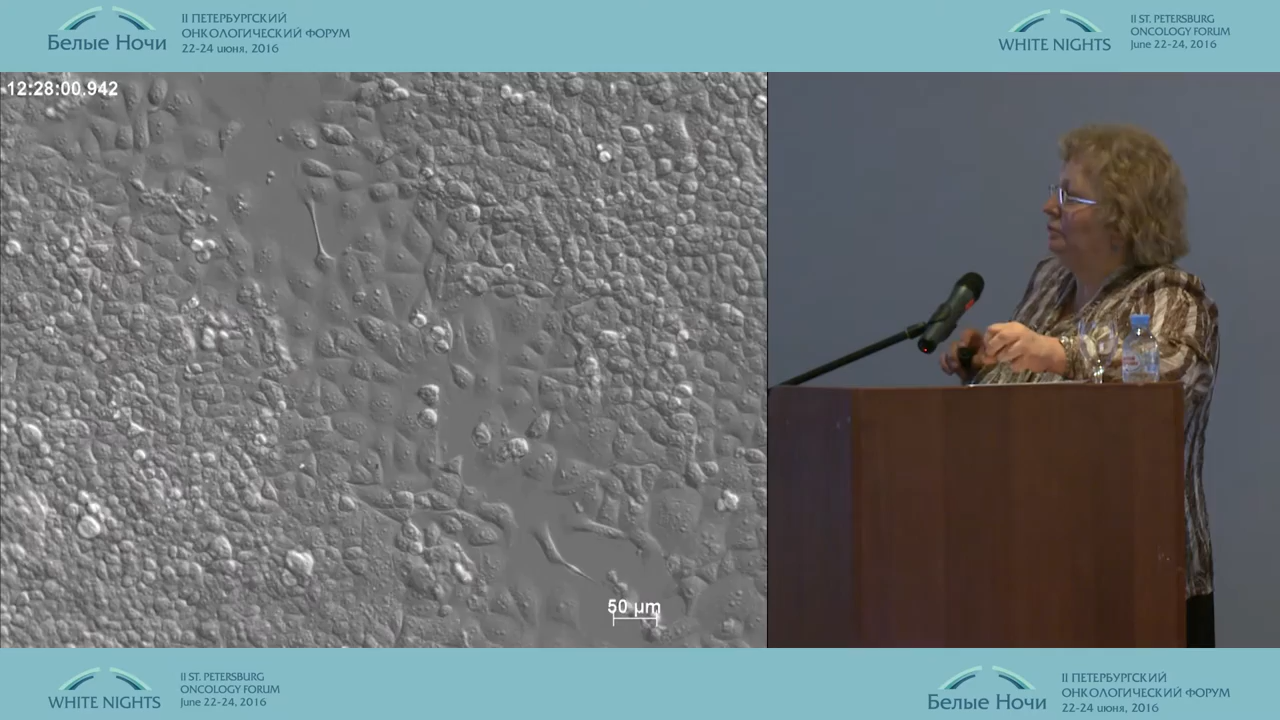 II ПЕТЕРБУРГСКИЙ
ОНКОЛОГИЧЕСКИЙ ФОРУМ
22-24 июня, 2016
Белые Ночи
II ST. PETERSBURG
ONCOLOGY FORUM
June 22-24, 2016
WHITE NIGHTS
12:28:00.942
50 µm
II ST. PETERSBURG
ONCOLOGY FORUM
June 22-24, 2016
WHITE NIGHTS
II ПЕТЕРБУРГСКИЙ
ОНКОЛОГИЧЕСКИЙ ФОРУМ
22-24 июня, 2016
Белые Ночи